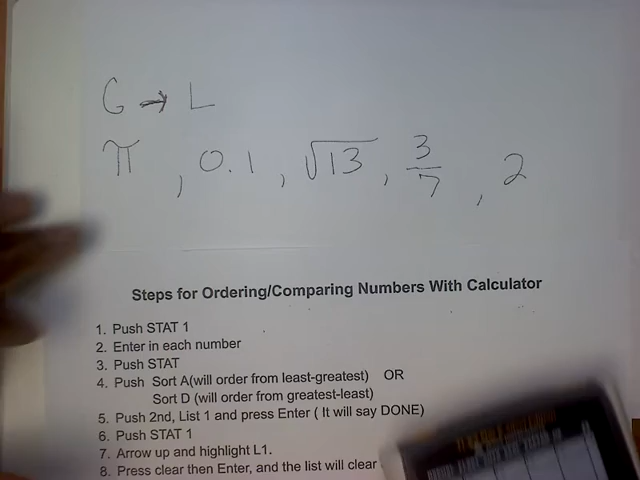 G → L
π , 0.1 , √13 , 3/7 , 2
Steps for Ordering/Comparing Numbers With Calculator
1. Push STAT 1
2. Enter in each number
3. Push STAT
4. Push Sort A(will order from least-greatest) OR
Sort D (will order from greatest-least)
5. Push 2nd, List 1 and press Enter ( It will say DONE)
6. Push STAT 1
7. Arrow up and highlight L1.
8. Press clear then Enter, and the list will clear